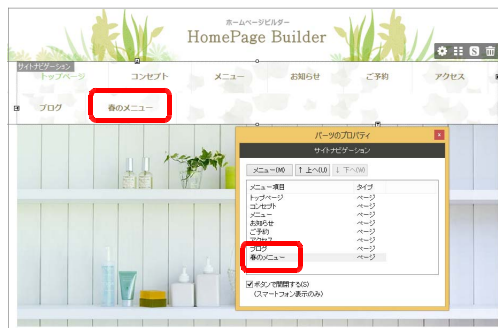 ホームページビルダー
HomePage Builder
サイトナビゲーション
トップページ コンセプト メニュー お知らせ ご予約 アクセス
ブログ 春のメニュー
パーツのプロパティ
サイトナビゲーション
メニュー(M) ↑ 上へ(U) ↓ 下へ(W)
メニュー項目 タイプ
トップページ ページ
コンセプト ページ
メニュー ページ
お知らせ ページ
ご予約 ページ
アクセス ページ
ブログ ページ
春のメニュー ページ
ボタンで開閉する(S)
(スマートフォン表示のみ)